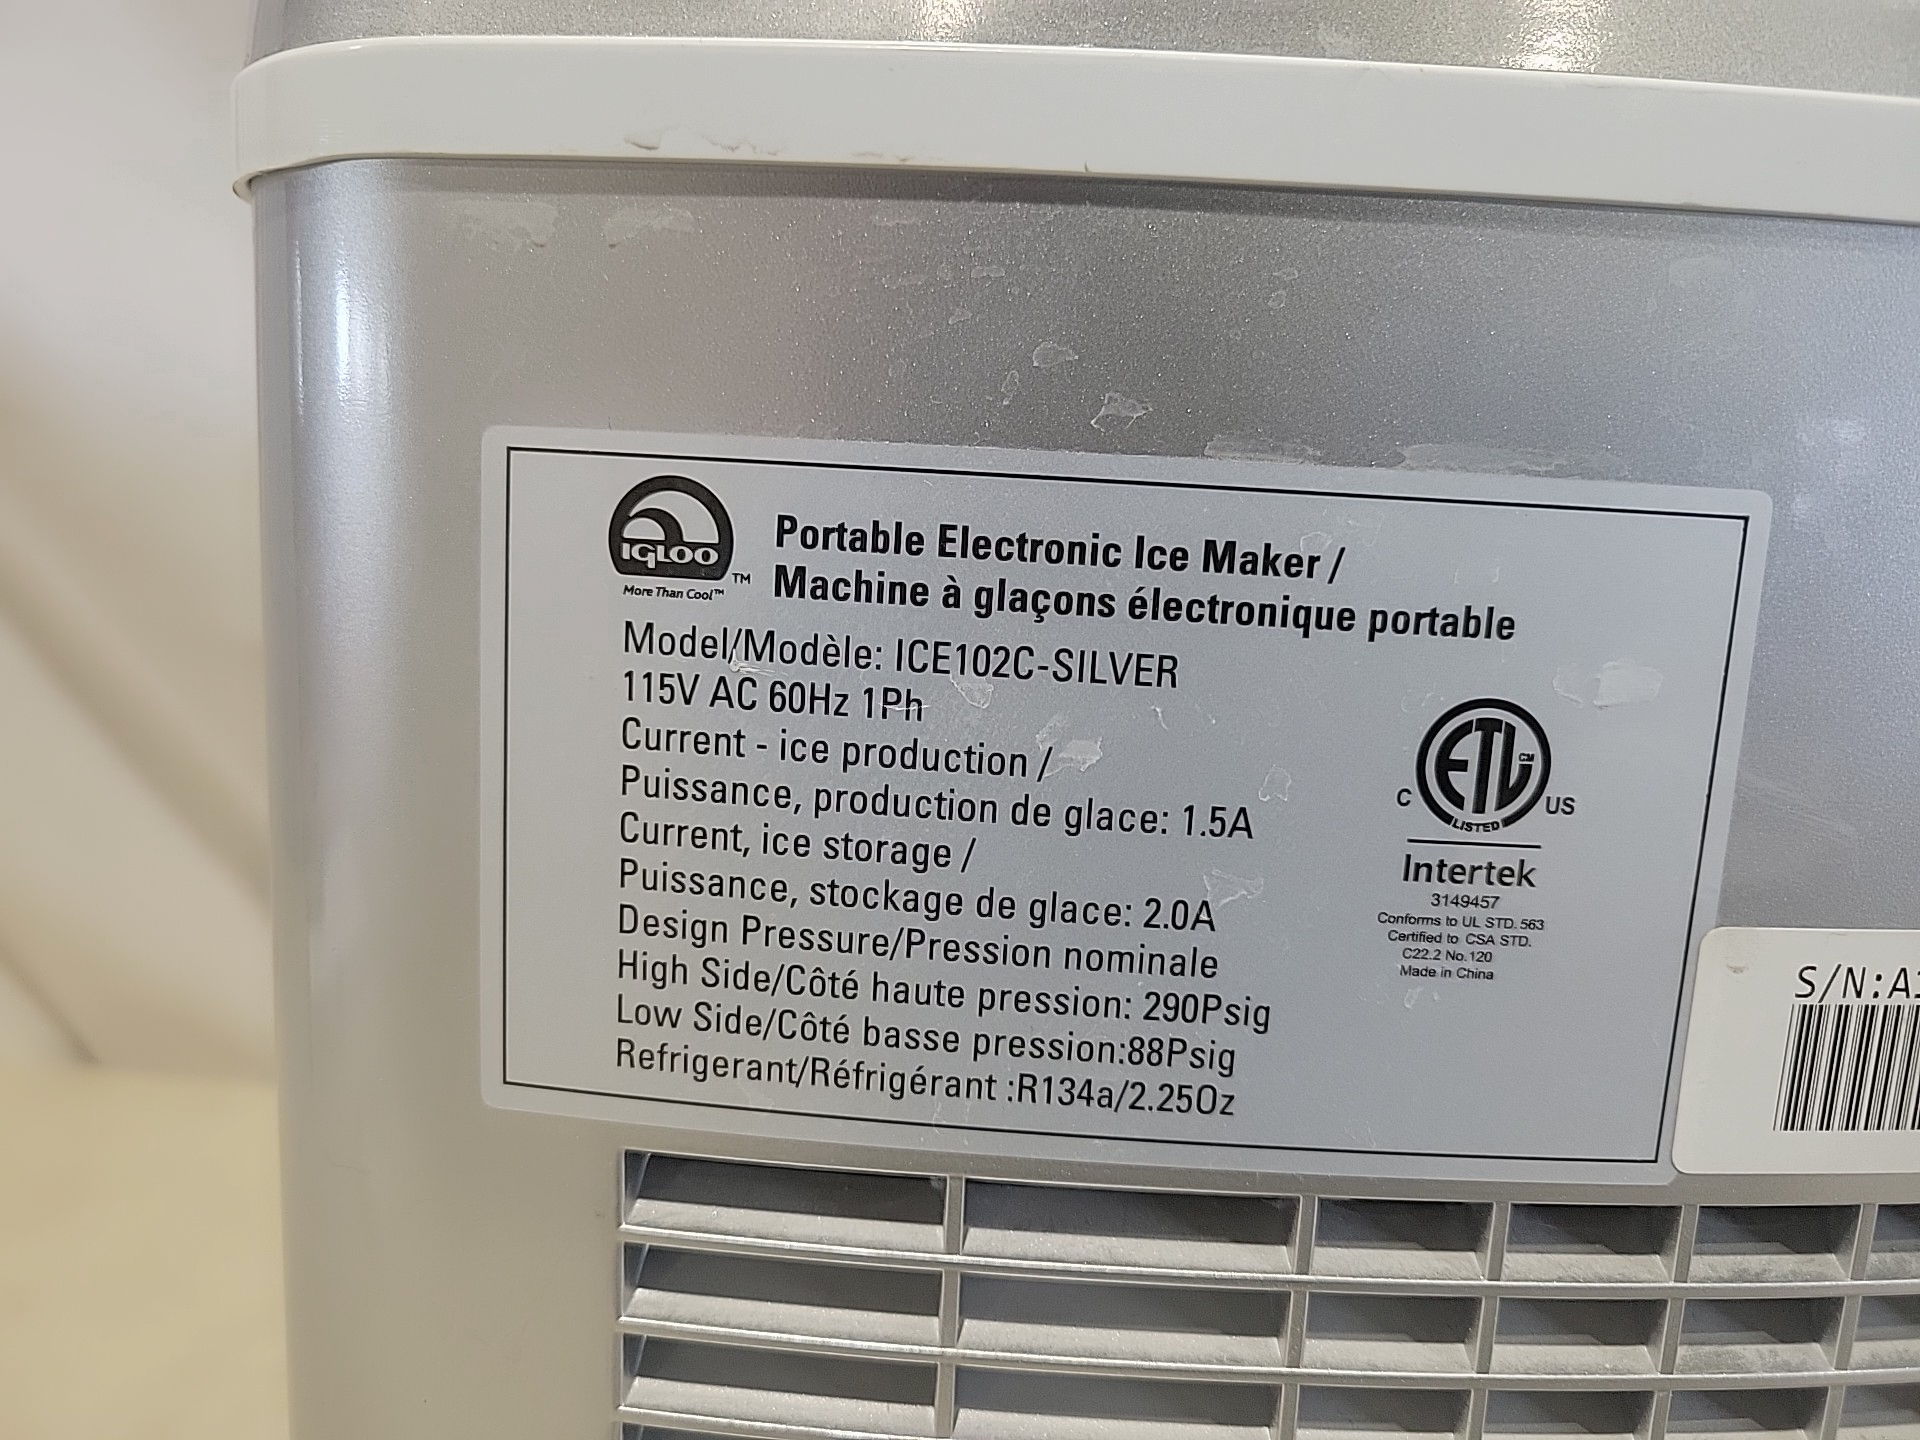 IGLOO
TM
More Than Cool™
Portable Electronic Ice Maker /
Machine à glaçons électronique portable
Model/Modèle: ICE102C-SILVER
115V AC 60Hz 1Ph
Current - ice production /
Puissance, production de glace: 1.5A
Current, ice storage /
Puissance, stockage de glace: 2.0A
Design Pressure/Pression nominale
High Side/Côté haute pression: 290Psig
Low Side/Côté basse pression:88Psig
Refrigerant/Réfrigérant :R134a/2.25Oz
ETL CM
C US
LISTED
Intertek
3149457
Conforms to UL STD. 563
Certified to CSA STD.
C22.2 No.120
Made in China
S/N:A